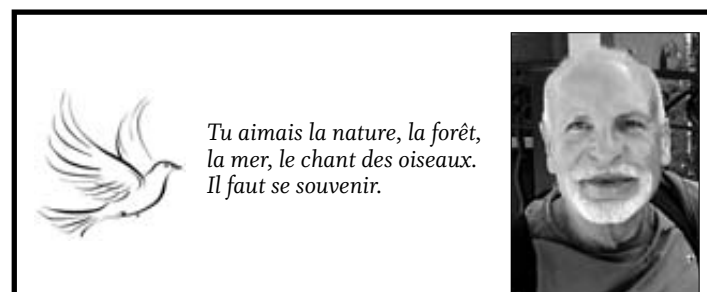 Tu aimais la nature, la forêt,
la mer, le chant des oiseaux.
Il faut se souvenir.